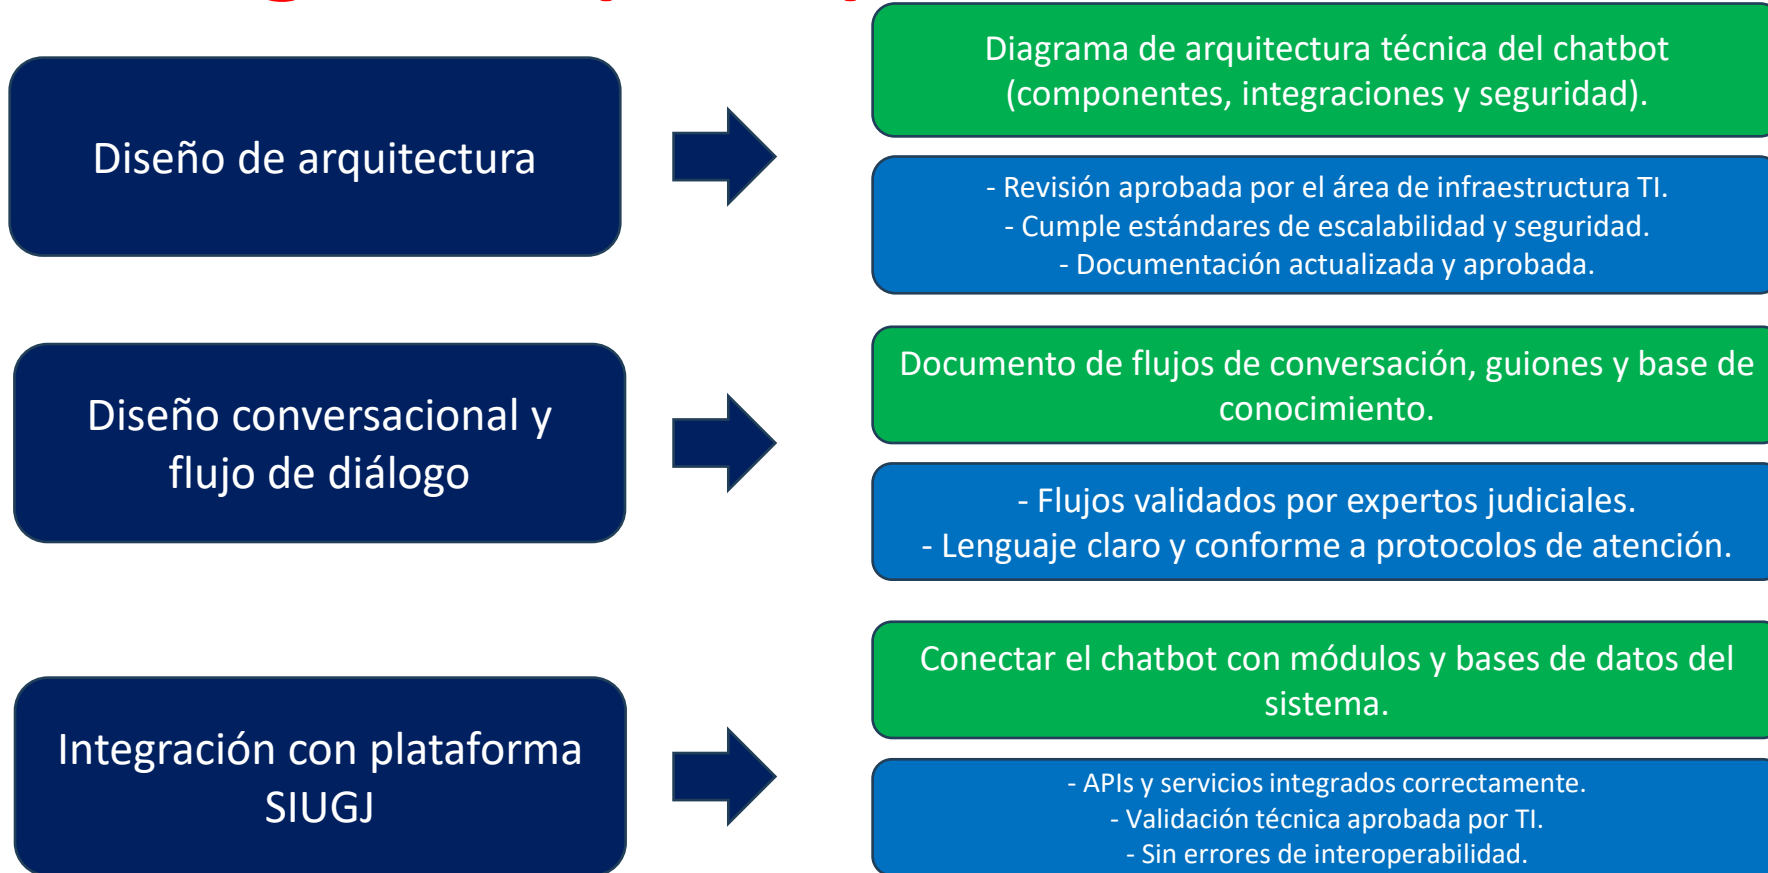 Diseño de arquitectura
Diagrama de arquitectura técnica del chatbot
(componentes, integraciones y seguridad).
- Revisión aprobada por el área de infraestructura TI.
- Cumple estándares de escalabilidad y seguridad.
- Documentación actualizada y aprobada.
Diseño conversacional y
flujo de diálogo
Documento de flujos de conversación, guiones y base de
conocimiento.
- Flujos validados por expertos judiciales.
- Lenguaje claro y conforme a protocolos de atención.
Integración con plataforma
SIUGJ
Conectar el chatbot con módulos y bases de datos del
sistema.
- APIs y servicios integrados correctamente.
- Validación técnica aprobada por TI.
- Sin errores de interoperabilidad.